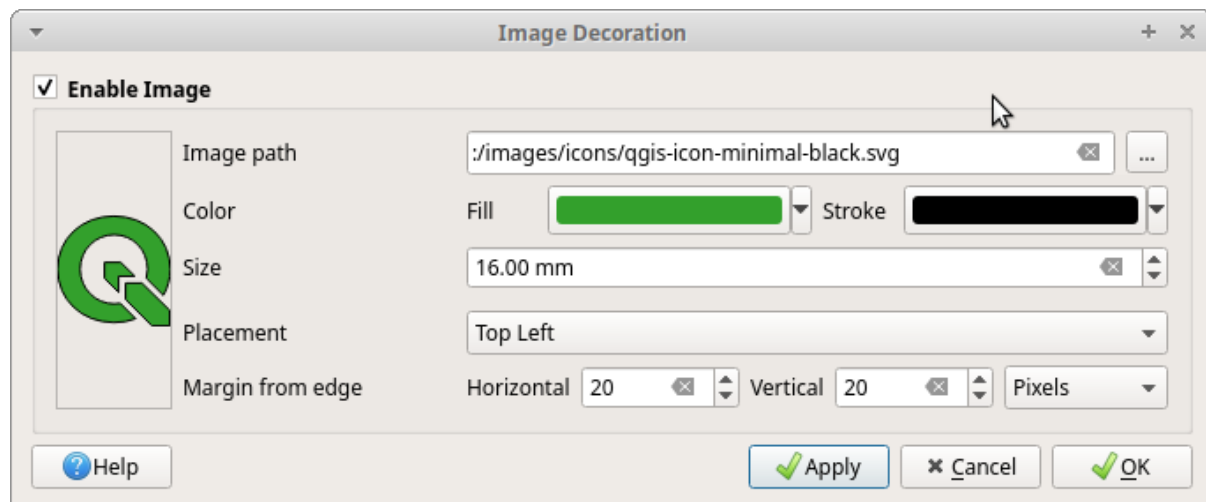 Image Decoration
Enable Image
Image path :/images/icons/qgis-icon-minimal-black.svg ...
Color Fill Stroke
Size 16.00 mm
Placement Top Left
Margin from edge Horizontal 20 Vertical 20 Pixels
Help Apply Cancel OK